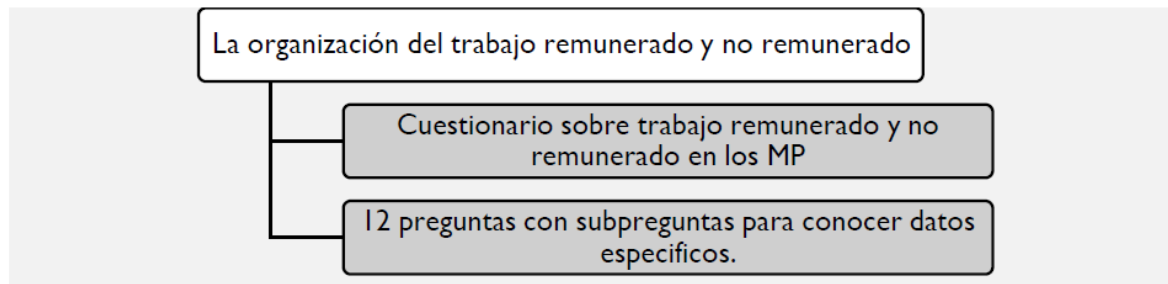 La organización del trabajo remunerado y no remunerado
Cuestionario sobre trabajo remunerado y no
remunerado en los MP
12 preguntas con subpreguntas para conocer datos
especificos.